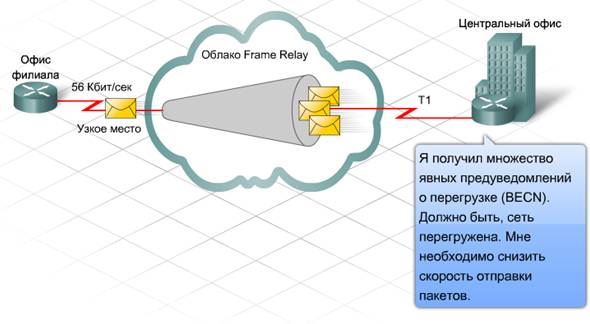 Центральный офис
Облако Frame Relay
Офис
филиала
56 Кбит/сек
Узкое место
T1
Я получил множество
явных предуведомлений
о перегрузке (BECN).
Должно быть, сеть
перегружена. Мне
необходимо снизить
скорость отправки
пакетов.